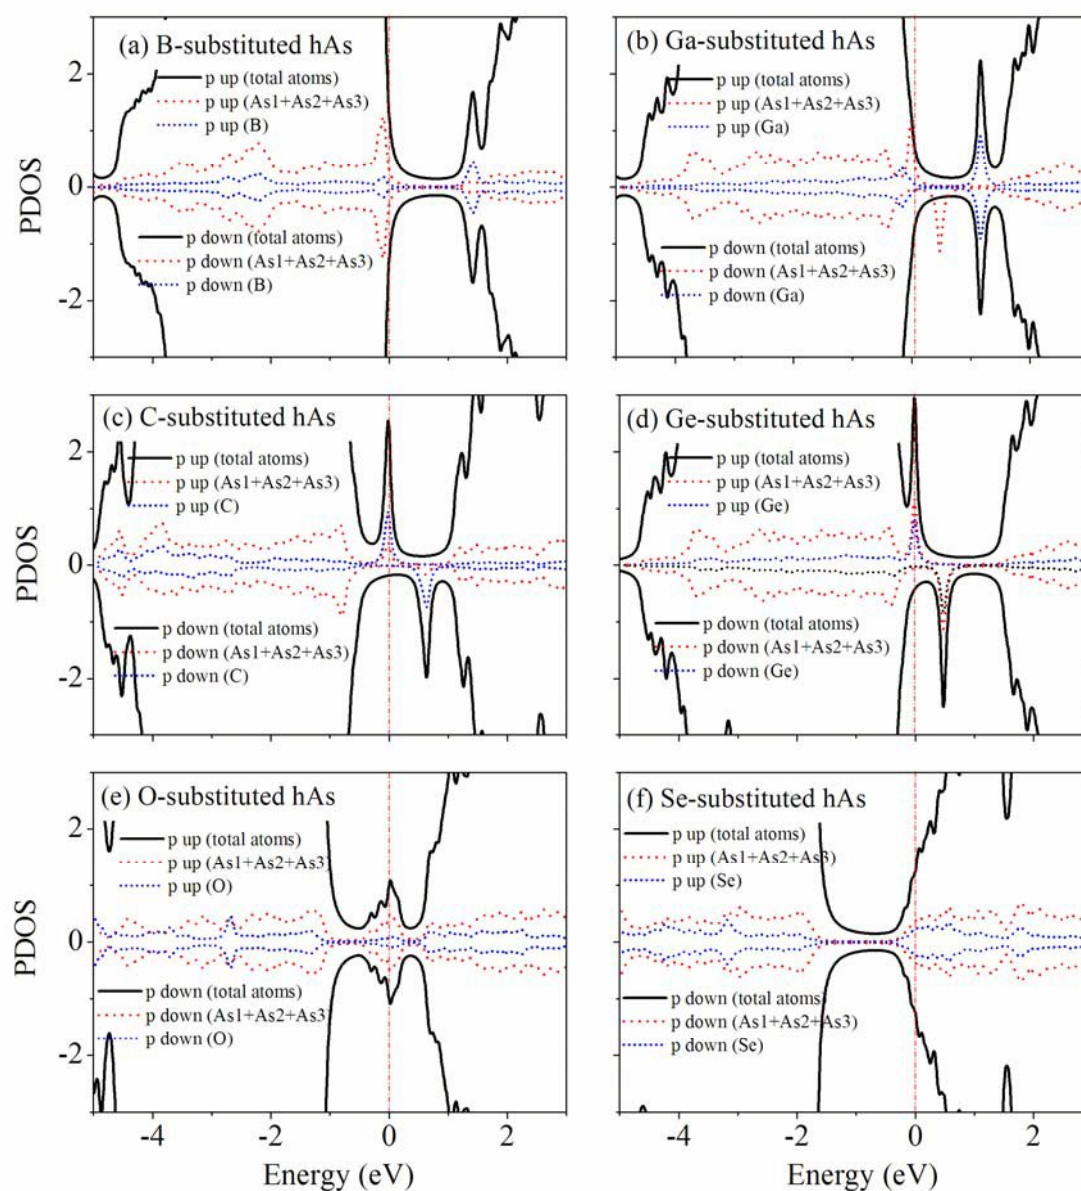 (a) B-substituted hAs
p up (total atoms)
p up (As1+As2+As3)
p up (B)
p down (total atoms)
p down (As1+As2+As3)
p down (B)
PDOS
2
0
-2
(b) Ga-substituted hAs
p up (total atoms)
p up (As1+As2+As3)
p up (Ga)
p down (total atoms)
p down (As1+As2+As3)
p down (Ga)
(c) C-substituted hAs
p up (total atoms)
p up (As1+As2+As3)
p up (C)
p down (total atoms)
p down (As1+As2+As3)
p down (C)
PDOS
2
0
-2
(d) Ge-substituted hAs
p up (total atoms)
p up (As1+As2+As3)
p up (Ge)
p down (total atoms)
p down (As1+As2+As3)
p down (Ge)
(e) O-substituted hAs
p up (total atoms)
p up (As1+As2+As3)
p up (O)
p down (total atoms)
p down (As1+As2+As3)
p down (O)
PDOS
2
0
-2
-4 -2 0 2
Energy (eV)
(f) Se-substituted hAs
p up (total atoms)
p up (As1+As2+As3)
p up (Se)
p down (total atoms)
p down (As1+As2+As3)
p down (Se)
-4 -2 0 2
Energy (eV)